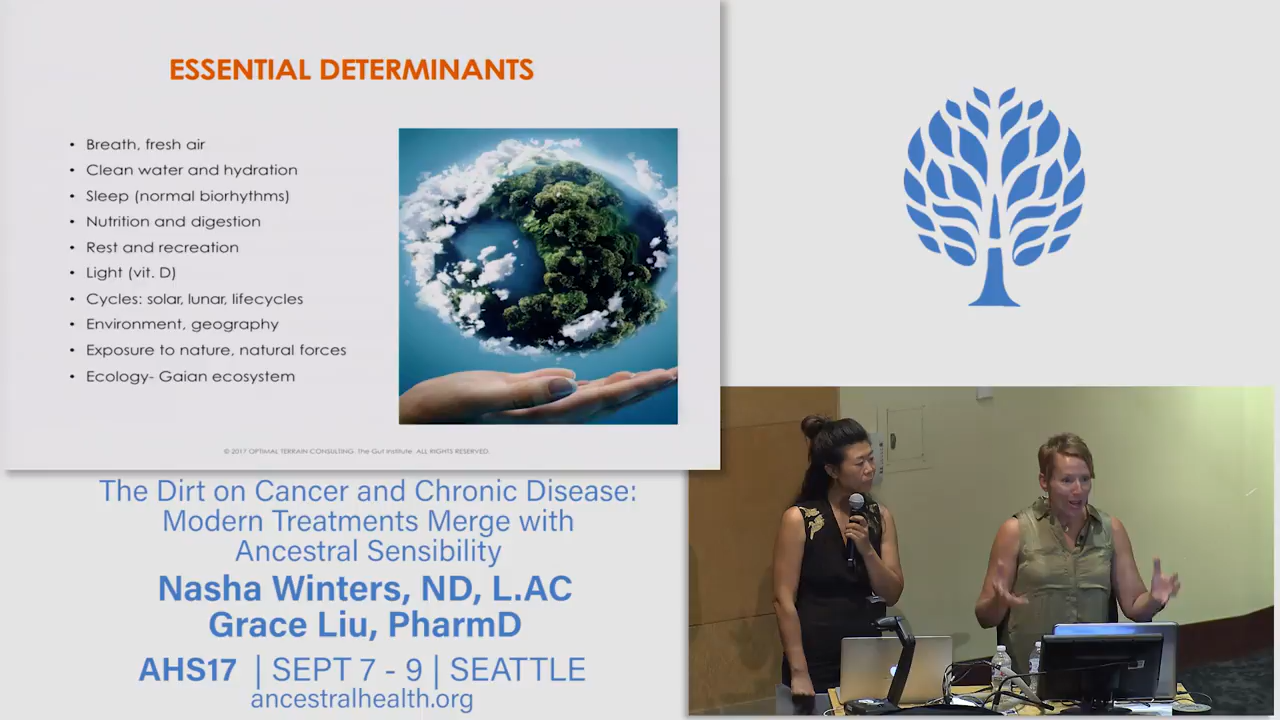 ESSENTIAL DETERMINANTS
• Breath, fresh air
• Clean water and hydration
• Sleep (normal biorhythms)
• Nutrition and digestion
• Rest and recreation
• Light (vit. D)
• Cycles: solar, lunar, lifecycles
• Environment, geography
• Exposure to nature, natural forces
• Ecology- Gaian ecosystem
© 2017 OPTIMAL TERRAIN CONSULTING. The Gut Institute ALL RIGHTS RESERVED.
The Dirt on Cancer and Chronic Disease:
Modern Treatments Merge with
Ancestral Sensibility
Nasha Winters, ND, L.AC
Grace Liu, PharmD
AHS17 | SEPT 7 - 9 | SEATTLE
ancestralhealth.org